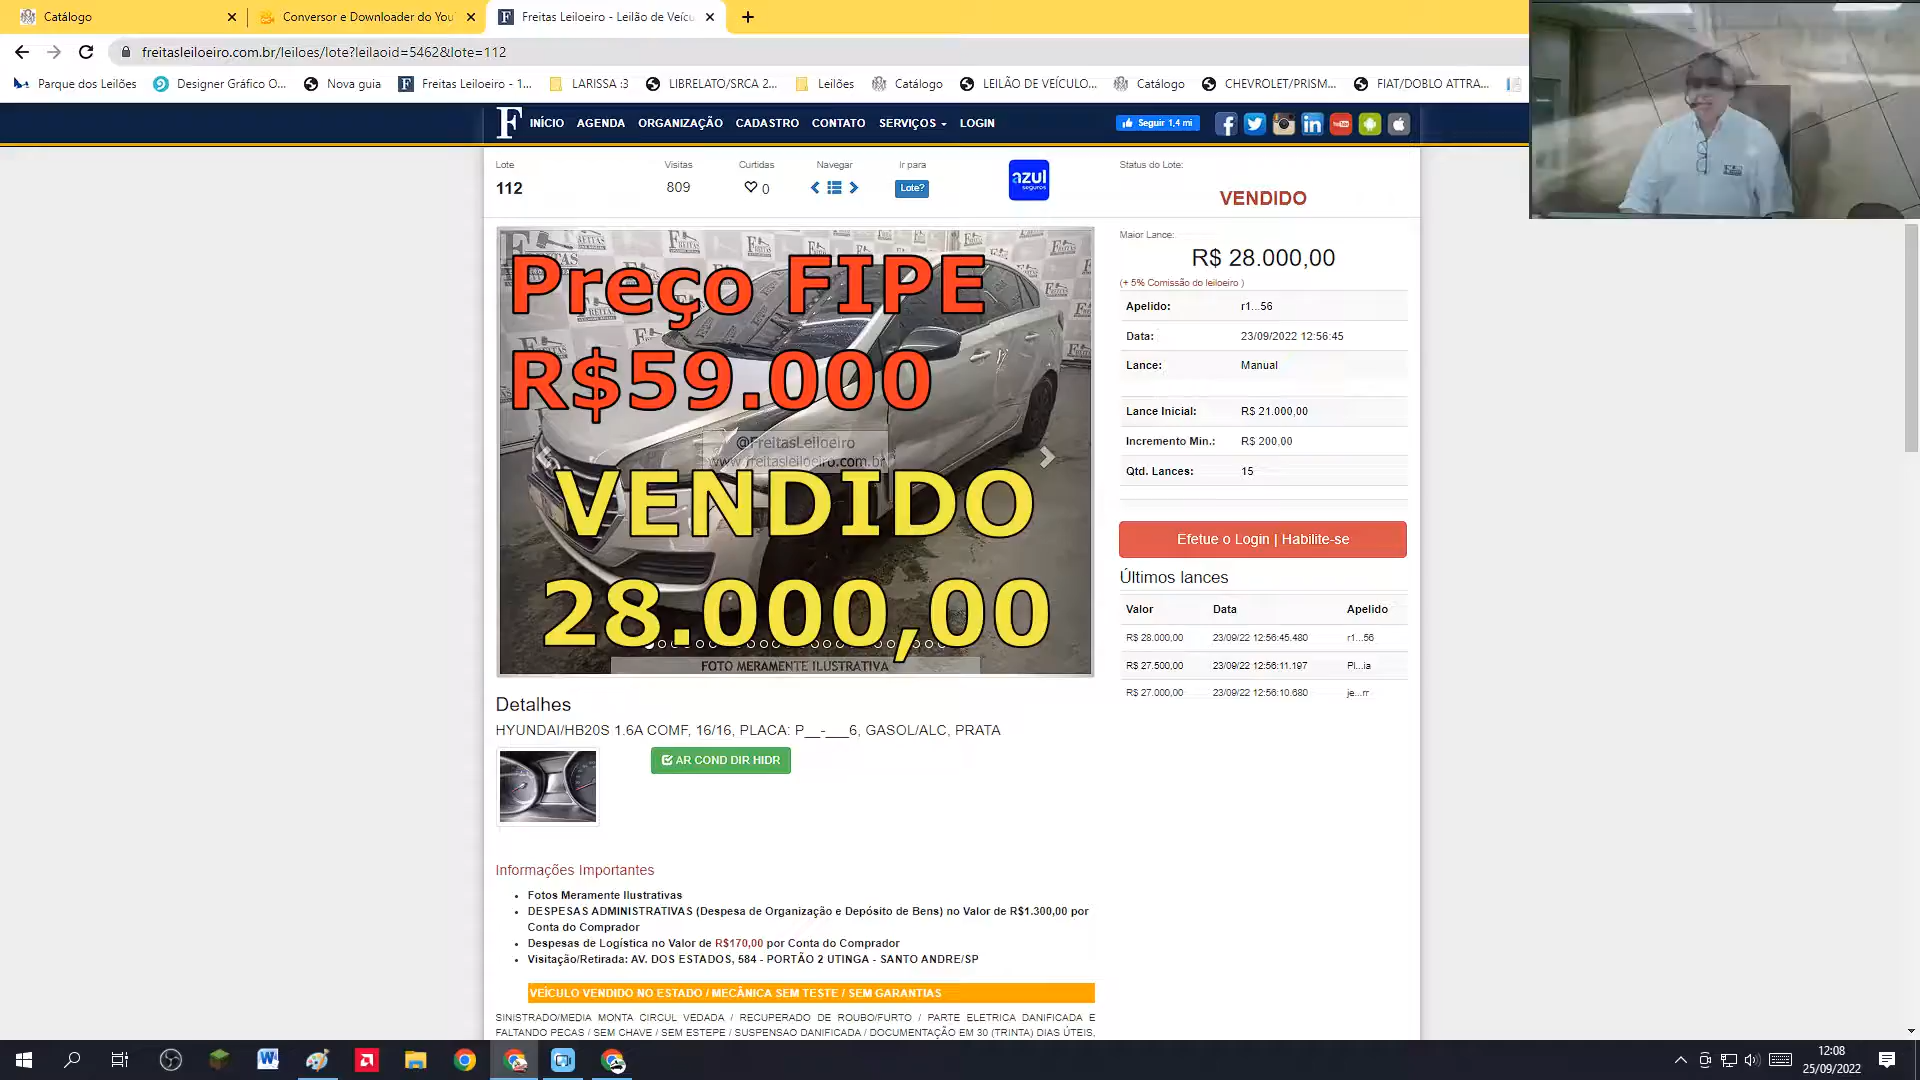 Catálogo
Conversor e Downloader do You
Freitas Leiloeiro - Leilão de Veícu
freitasleiloeiro.com.br/leiloes/lote?leilaoid=5462&lote=112
Parque dos Leilões
Designer Gráfico O...
Nova guia
Freitas Leiloeiro - 1...
LARISSA :3
LIBRELATO/SRCA 2...
Leilões
Catálogo
LEILÃO DE VEÍCULO...
Catálogo
CHEVROLET/PRISM...
FIAT/DOBLO ATTRA...
F INÍCIO AGENDA ORGANIZAÇÃO CADASTRO CONTATO SERVIÇOS LOGIN
Seguir 1,4 mi
Lote
112
Visitas
809
Curtidas
0
Navegar
Ir para
Lote?
azul
seguros
Status do Lote:
VENDIDO
Preço FIPE
R$59.000
@FreitasLeiloeiro
www.freitasleiloeiro.com.br
VENDIDO
28.000,00
FOTO MERAMENTE ILUSTRATIVA
Maior Lance:
R$ 28.000,00
(+ 5% Comissão do leiloeiro )
Apelido: r1...56
Data: 23/09/2022 12:56:45
Lance: Manual
Lance Inicial: R$ 21.000,00
Incremento Min.: R$ 200,00
Qtd. Lances: 15
Efetue o Login | Habilite-se
Últimos lances
Valor Data Apelido
R$ 28.000,00 23/09/22 12:56:45.480 r1...56
R$ 27.500,00 23/09/22 12:56:11.197 Pl...ia
R$ 27.000,00 23/09/22 12:56:10.680 je...rr
Detalhes
HYUNDAI/HB20S 1.6A COMF, 16/16, PLACA: P__-___6, GASOL/ALC, PRATA
AR COND DIR HIDR
Informações Importantes
Fotos Meramente Ilustrativas
DESPESAS ADMINISTRATIVAS (Despesa de Organização e Depósito de Bens) no Valor de R$1.300,00 por
Conta do Comprador
Despesas de Logística no Valor de R$170,00 por Conta do Comprador
Visitação/Retirada: AV. DOS ESTADOS, 584 - PORTÃO 2 UTINGA - SANTO ANDRE/SP
VEÍCULO VENDIDO NO ESTADO / MECÂNICA SEM TESTE / SEM GARANTIAS
SINISTRADO/MEDIA MONTA CIRCUL VEDADA / RECUPERADO DE ROUBO/FURTO / PARTE ELETRICA DANIFICADA E
FALTANDO PECAS / SEM CHAVE / SEM ESTEPE / SUSPENSAO DANIFICADA / DOCUMENTAÇÃO EM 30 (TRINTA) DIAS ÚTEIS,
12:08
25/09/2022